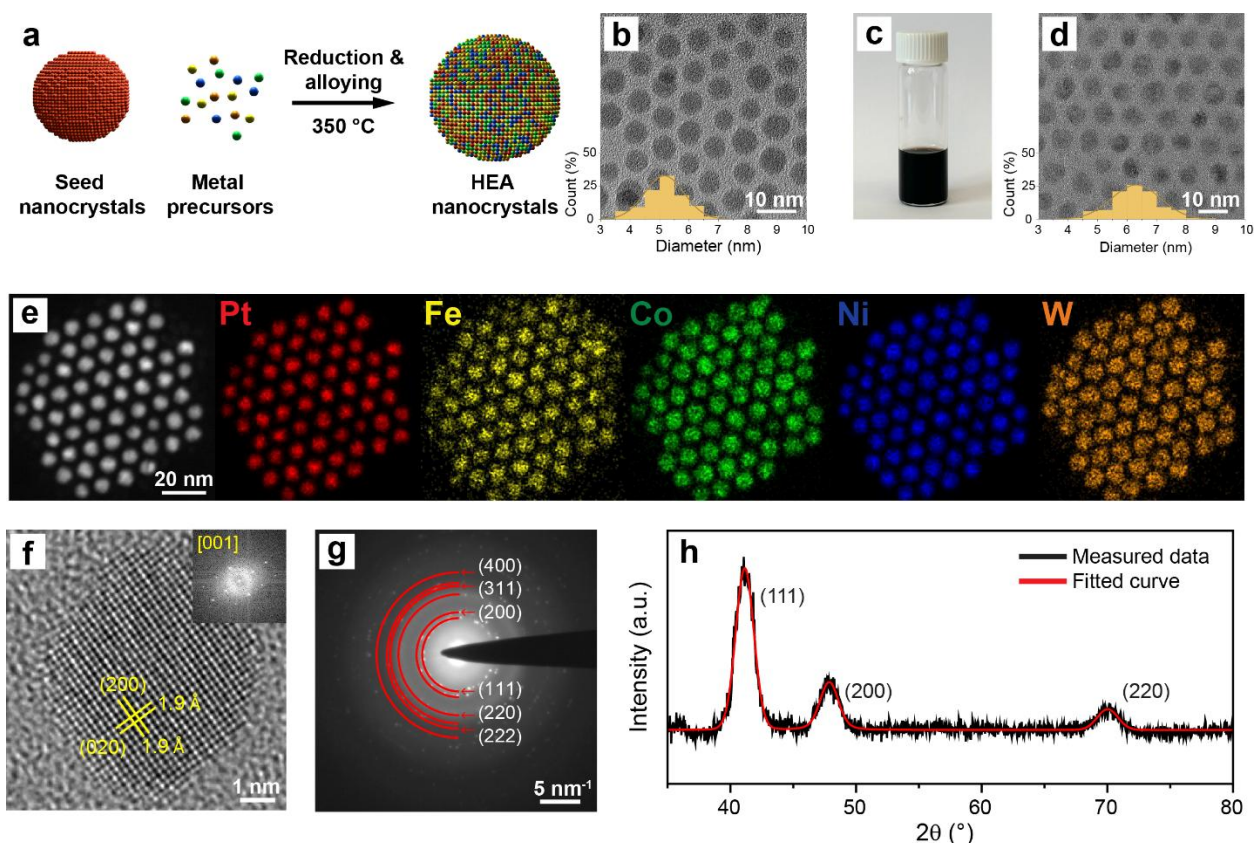 a
Seed
nanocrystals
Metal
precursors
Reduction &
alloying
350 °C
HEA
nanocrystals
b
Count (%)
50
25
0
3 4 5 6 7 8 9 10
Diameter (nm)
10 nm
c
d
Count (%)
50
25
0
3 4 5 6 7 8 9 10
Diameter (nm)
10 nm
e
20 nm
Pt
Fe
Co
Ni
W
f
[001]
(200)
1.9 Å
(020)
1.9 Å
1 nm
g
(400)
(311)
(200)
(111)
(220)
(222)
5 nm⁻¹
h
Measured data
Fitted curve
(111)
(200)
(220)
Intensity (a.u.)
40 50 60 70 80
2θ (°)